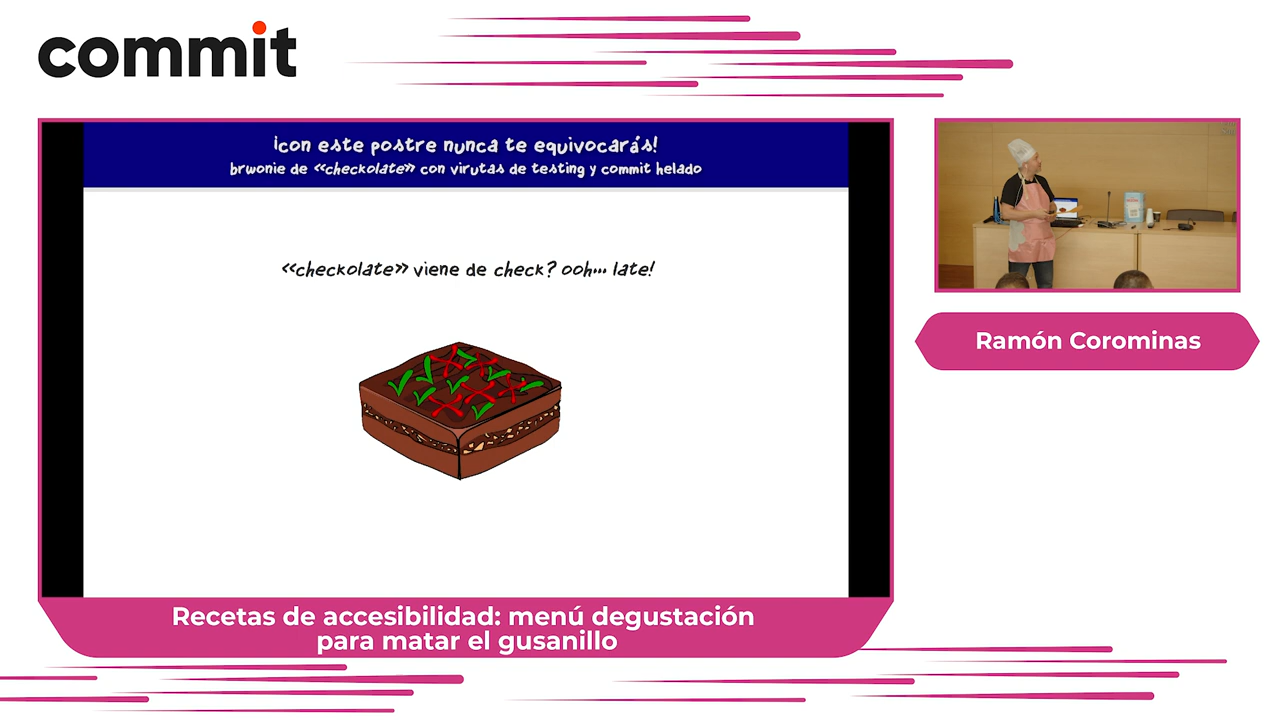 commit
¡con este postre nunca te equivocarás!
brwonie de «checkolate» con virutas de testing y commit helado
«checkolate» viene de check? ooh... late!
Ramón Corominas
Recetas de accesibilidad: menú degustación
para matar el gusanillo